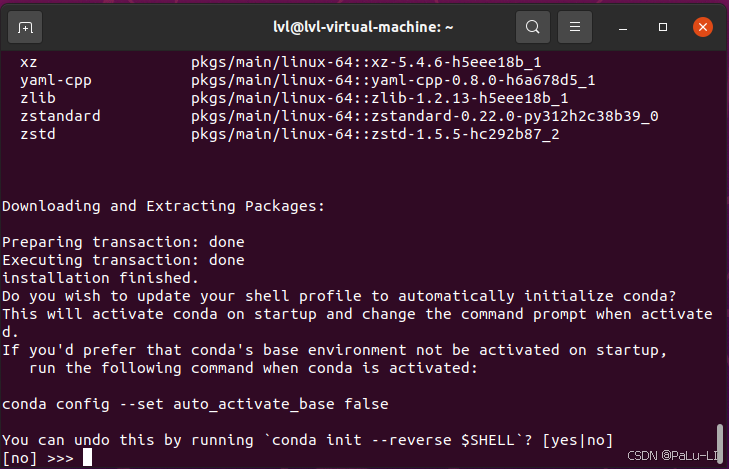 lvl@lvl-virtual-machine: ~
xz pkgs/main/linux-64::xz-5.4.6-h5eee18b_1
yaml-cpp pkgs/main/linux-64::yaml-cpp-0.8.0-h6a678d5_1
zlib pkgs/main/linux-64::zlib-1.2.13-h5eee18b_1
zstandard pkgs/main/linux-64::zstandard-0.22.0-py312h2c38b39_0
zstd pkgs/main/linux-64::zstd-1.5.5-hc292b87_2
Downloading and Extracting Packages:
Preparing transaction: done
Executing transaction: done
installation finished.
Do you wish to update your shell profile to automatically initialize conda?
This will activate conda on startup and change the command prompt when activate
d.
If you'd prefer that conda's base environment not be activated on startup,
run the following command when conda is activated:
conda config --set auto_activate_base false
You can undo this by running `conda init --reverse $SHELL`? [yes|no]
[no] >>>
CSDN @PaLu-LI